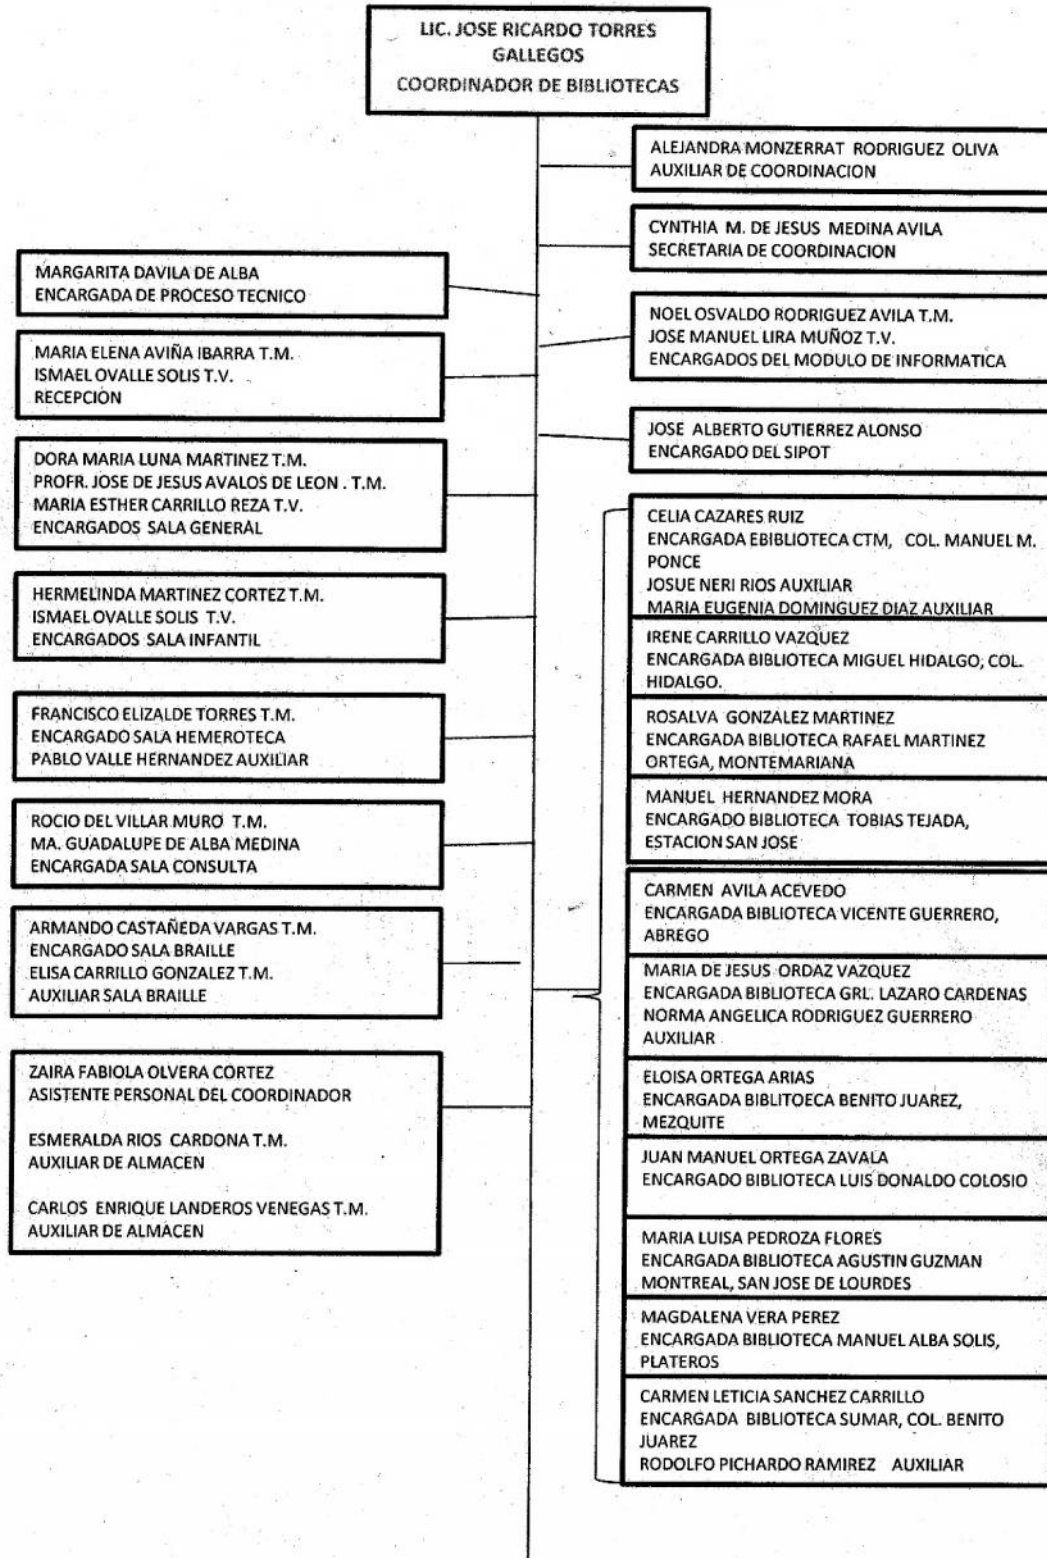 LIC. JOSE RICARDO TORRES
GALLEGOS
COORDINADOR DE BIBLIOTECAS
ALEJANDRA MONZERRAT RODRIGUEZ OLIVA
AUXILIAR DE COORDINACION
CYNTHIA M. DE JESUS MEDINA AVILA
SECRETARIA DE COORDINACION
NOEL OSVALDO RODRIGUEZ AVILA T.M.
JOSE MANUEL LIRA MUÑOZ T.V.
ENCARGADOS DEL MODULO DE INFORMATICA
JOSE ALBERTO GUTIERREZ ALONSO
ENCARGADO DEL SIPOT
MARGARITA DAVILA DE ALBA
ENCARGADA DE PROCESO TECNICO
MARIA ELENA AVIÑA IBARRA T.M.
ISMAEL OVALLE SOLIS T.V.
RECEPCIÓN
DORA MARIA LUNA MARTINEZ T.M.
PROFR. JOSE DE JESUS AVALOS DE LEON . T.M.
MARIA ESTHER CARRILLO REZA T.V.
ENCARGADOS SALA GENERAL
HERMELINDA MARTINEZ CORTEZ T.M.
ISMAEL OVALLE SOLIS T.V.
ENCARGADOS SALA INFANTIL
FRANCISCO ELIZALDE TORRES T.M.
ENCARGADO SALA HEMEROTECA
PABLO VALLE HERNANDEZ AUXILIAR
ROCIO DEL VILLAR MURO T.M.
MA. GUADALUPE DE ALBA MEDINA
ENCARGADA SALA CONSULTA
ARMANDO CASTAÑEDA VARGAS T.M.
ENCARGADO SALA BRAILLE
ELISA CARRILLO GONZALEZ T.M.
AUXILIAR SALA BRAILLE
ZAIRA FABIOLA OLVERA CORTEZ
ASISTENTE PERSONAL DEL COORDINADOR
ESMERALDA RIOS CARDONA T.M.
AUXILIAR DE ALMACEN
CARLOS ENRIQUE LANDEROS VENEGAS T.M.
AUXILIAR DE ALMACEN
CELIA CAZARES RUIZ
ENCARGADA EBIBLIOTECA CTM, COL. MANUEL M.
PONCE
JOSUE NERI RIOS AUXILIAR
MARIA EUGENIA DOMINGUEZ DIAZ AUXILIAR
IRENE CARRILLO VAZQUEZ
ENCARGADA BIBLIOTECA MIGUEL HIDALGO, COL.
HIDALGO.
ROSALVA GONZALEZ MARTINEZ
ENCARGADA BIBLIOTECA RAFAEL MARTINEZ
ORTEGA, MONTEMARIANA
MANUEL HERNANDEZ MORA
ENCARGADO BIBLIOTECA TOBIAS TEJADA,
ESTACION SAN JOSE
CARMEN AVILA ACEVEDO
ENCARGADA BIBLIOTECA VICENTE GUERRERO,
ABREGO
MARIA DE JESUS ORDAZ VAZQUEZ
ENCARGADA BIBLIOTECA GRL. LAZARO CARDENAS
NORMA ANGELICA RODRIGUEZ GUERRERO
AUXILIAR
ELOISA ORTEGA ARIAS
ENCARGADA BIBLITOECA BENITO JUAREZ,
MEZQUITE
JUAN MANUEL ORTEGA ZAVALA
ENCARGADO BIBLIOTECA LUIS DONALDO COLOSIO
MARIA LUISA PEDROZA FLORES
ENCARGADA BIBLIOTECA AGUSTIN GUZMAN
MONTREAL, SAN JOSE DE LOURDES
MAGDALENA VERA PEREZ
ENCARGADA BIBLIOTECA MANUEL ALBA SOLIS,
PLATEROS
CARMEN LETICIA SANCHEZ CARRILLO
ENCARGADA BIBLIOTECA SUMAR, COL. BENITO
JUAREZ
RODOLFO PICHARDO RAMIREZ AUXILIAR